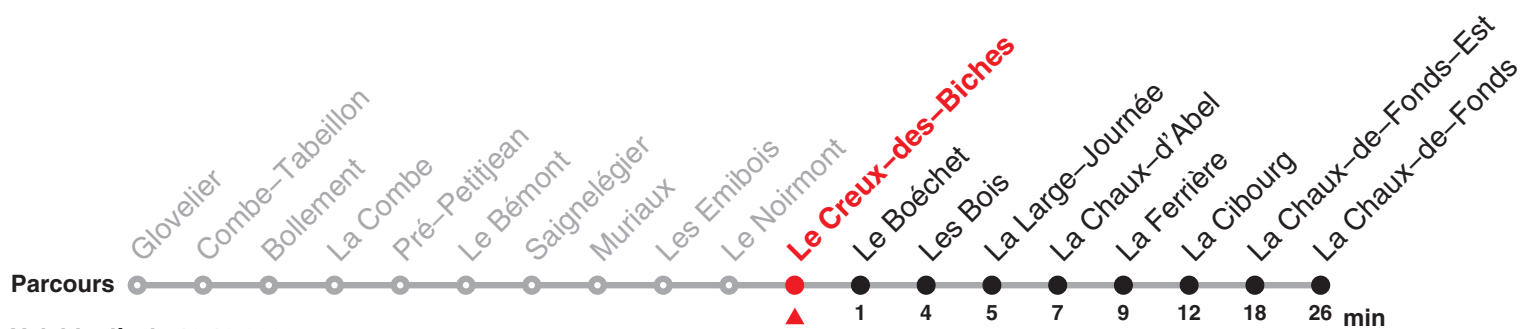 Glovelier
Combe–Tabeillon
Bollement
La Combe
Pré–Petitjean
Le Bémont
Saignelégier
Muriaux
Les Emibois
Le Noirmont
Le Creux–des–Biches
Le Boéchet
Les Bois
La Large–Journée
La Chaux–d'Abel
La Ferrière
La Cibourg
La Chaux–de–Fonds–Est
La Chaux–de–Fonds
Parcours
1 4 5 7 9 12 18 26 min